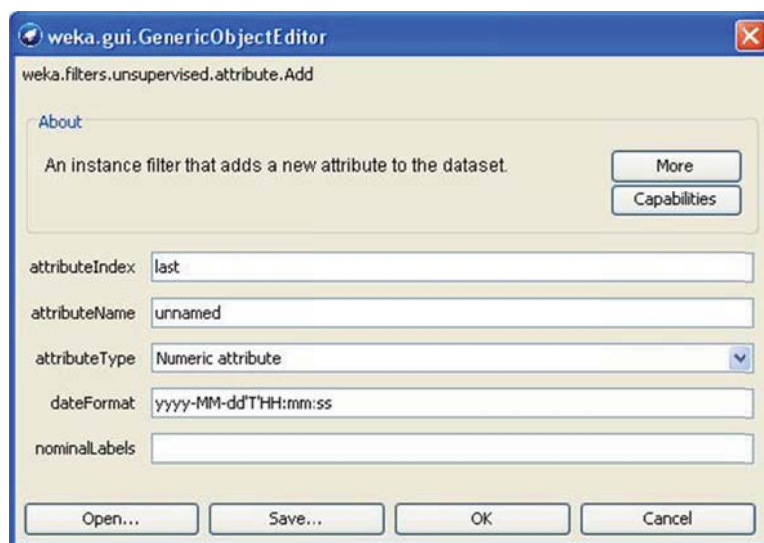 weka.gui.GenericObjectEditor
weka.filters.unsupervised.attribute.Add
About
An instance filter that adds a new attribute to the dataset.
More
Capabilities
attributeIndex last
attributeName unnamed
attributeType Numeric attribute
dateFormat yyyy-MM-dd'T'HH:mm:ss
nominalLabels
Open... Save... OK Cancel